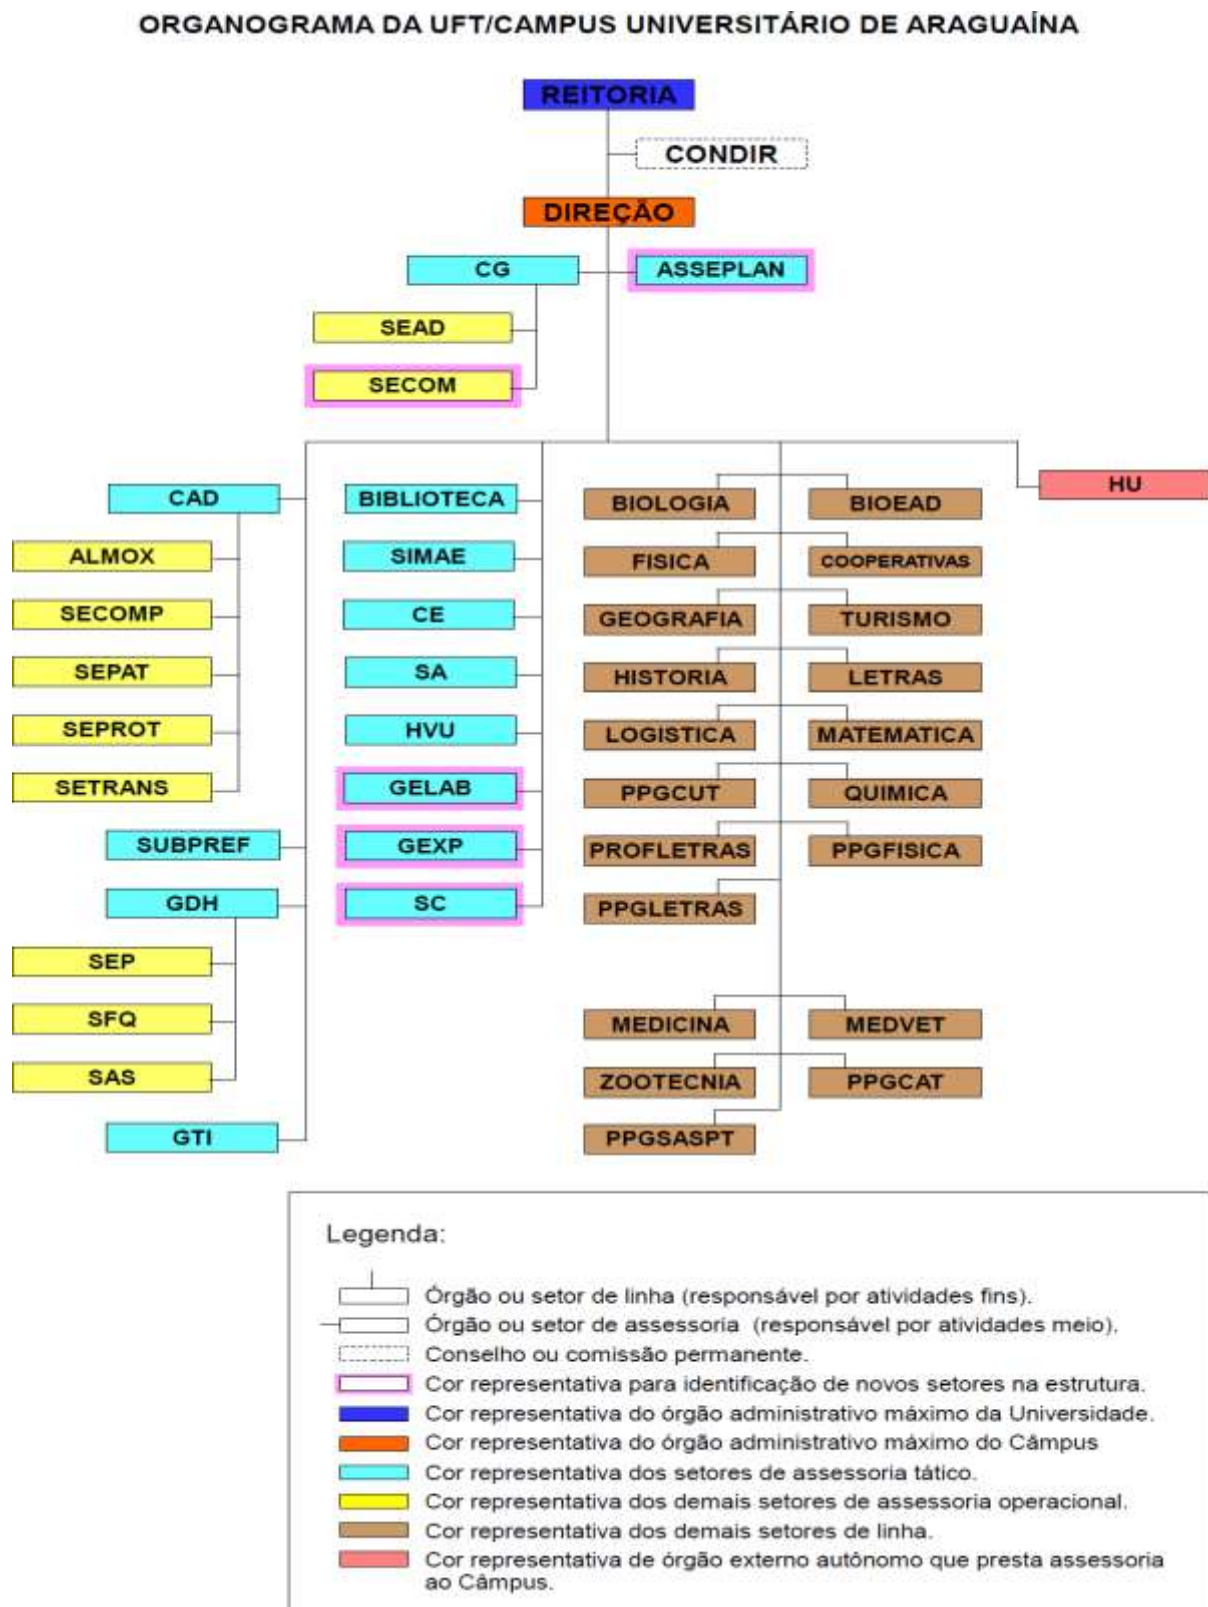 ORGANOGRAMA DA UFT/CAMPUS UNIVERSITÁRIO DE ARAGUAÍNA
REITORIA
CONDIR
DIREÇÃO
CG
ASSEPLAN
SEAD
SECOM
CAD
BIBLIOTECA
BIOLOGIA
BIOEAD
HU
ALMOX
SIMAE
FISICA
COOPERATIVAS
SECOMP
CE
GEOGRAFIA
TURISMO
SEPAT
SA
HISTORIA
LETRAS
SEPROT
HVU
LOGISTICA
MATEMATICA
SETRANS
GELAB
PPGCUT
QUIMICA
SUBPREF
GEXP
PROFLETRAS
PPGFISICA
GDH
SC
PPGLETRAS
SEP
SFQ
MEDICINA
MEDVET
SAS
ZOOTECNIA
PPGCAT
GTI
PPGSASPT
Legenda:
Órgão ou setor de linha (responsável por atividades fins).
Órgão ou setor de assessoria (responsável por atividades meio).
Conselho ou comissão permanente.
Cor representativa para identificação de novos setores na estrutura.
Cor representativa do órgão administrativo máximo da Universidade.
Cor representativa do órgão administrativo máximo do Câmpus
Cor representativa dos setores de assessoria tático.
Cor representativa dos demais setores de assessoria operacional.
Cor representativa dos demais setores de linha.
Cor representativa de órgão externo autônomo que presta assessoria
ao Câmpus.